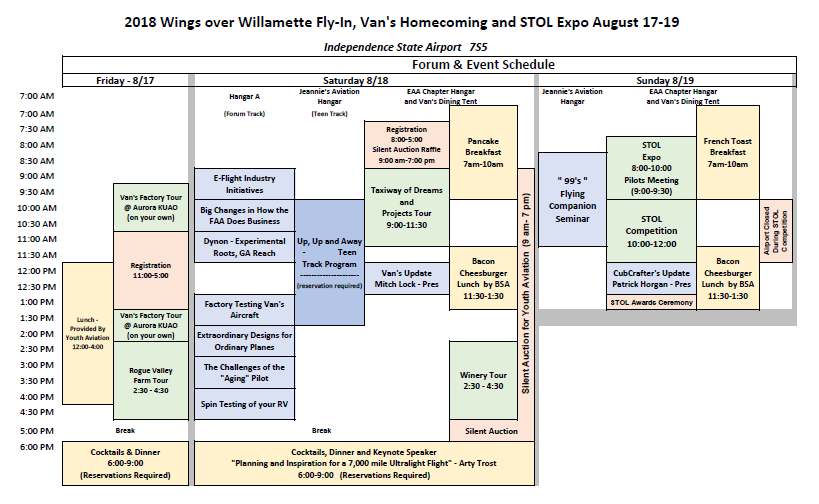 2018 Wings over Willamette Fly-In, Van's Homecoming and STOL Expo August 17-19
Independence State Airport 7S5
Forum & Event Schedule
Friday - 8/17
Saturday 8/18
Sunday 8/19
7:00 AM
7:00 AM
7:30 AM
8:00 AM
8:30 AM
9:00 AM
9:30 AM
10:00 AM
10:30 AM
11:00 AM
11:30 AM
12:00 PM
12:30 PM
1:00 PM
1:30 PM
2:00 PM
2:30 PM
3:00 PM
3:30 PM
4:00 PM
4:30 PM
5:00 PM
6:00 PM
Lunch -
Provided By
Youth Aviation
12:00-4:00
Van's Factory Tour
@ Aurora KUAO
(on your own)
Registration
11:00-5:00
Van's Factory Tour
@ Aurora KUAO
(on your own)
Rogue Valley
Farm Tour
2:30 - 4:30
Break
Cocktails & Dinner
6:00-9:00
(Reservations Required)
Hangar A
(Forum Track)
E-Flight Industry
Initiatives
Big Changes in How the
FAA Does Business
Dynon - Experimental
Roots, GA Reach
Factory Testing Van's
Aircraft
Extraordinary Designs for
Ordinary Planes
The Challenges of the
"Aging" Pilot
Spin Testing of your RV
Jeannie's Aviation
Hangar
(Teen Track)
Up, Up and Away
- Teen
Track Program
--------------------
(reservation required)
Break
EAA Chapter Hangar
and Van's Dining Tent
Registration
8:00-5:00
Silent Auction Raffle
9:00 am-7:00 pm
Taxiway of Dreams
and
Projects Tour
9:00-11:30
Van's Update
Mitch Lock - Pres
Pancake
Breakfast
7am-10am
Bacon
Cheesburger
Lunch by BSA
11:30-1:30
Winery Tour
2:30 - 4:30
Silent Auction
Silent Auction for Youth Aviation (9 am- 7 pm)
Cocktails, Dinner and Keynote Speaker
"Planning and Inspiration for a 7,000 mile Ultralight Flight" - Arty Trost
6:00-9:00 (Reservations Required)
Jeannie's Aviation
Hangar
" 99's "
Flying
Companion
Seminar
EAA Chapter Hangar
and Van's Dining Tent
STOL
Expo
8:00-10:00
Pilots Meeting
(9:00-9:30)
STOL
Competition
10:00-12:00
CubCrafter's Update
Patrick Horgan - Pres
STOL Awards Ceremony
French Toast
Breakfast
7am-10am
Bacon
Cheesburger
Lunch by BSA
11:30-1:30
Airport Closed
During STOL
Competition